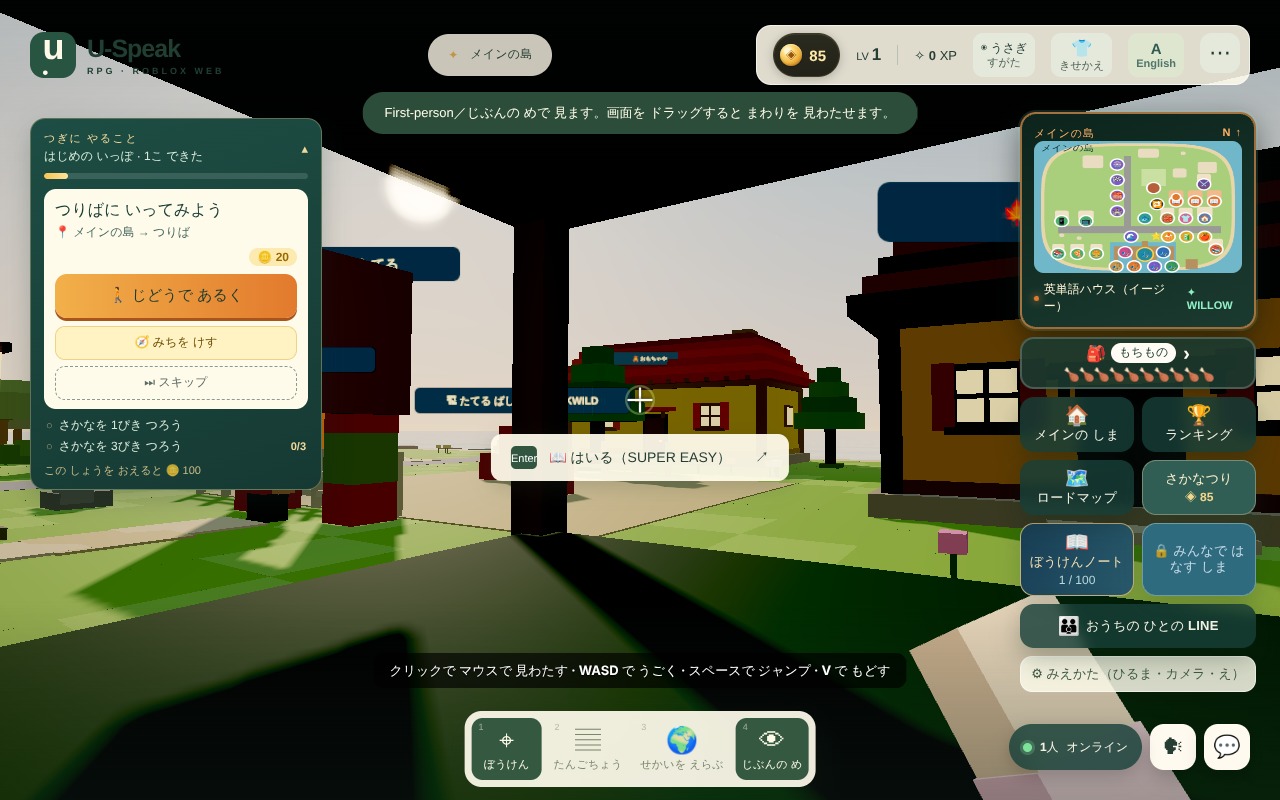 u
U-Speak
RPG · ROBLOX WEB
✦ メインの島
85
LV 1
✧ 0 XP
うさぎ
すがた
きせかえ
A
English
⋯
First-person／じぶんの めで 見ます。画面を ドラッグすると まわりを 見わたせます。
つぎに やること
はじめの いっぽ · 1こ できた
▲
つりばに いってみよう
📍 メインの島 → つりば
🪙 20
🚶 じどうで あるく
🧭 みちを けす
⏭ スキップ
○ さかなを 1ぴき つろう
○ さかなを 3びき つろう 0/3
この しょうを おえると 🪙 100
メインの島 N ↑
メインの島
英単語ハウス（イージー）
✦ WILLOW
🎒 もちもの ›
🏠 メインの しま
🏆 ランキング
🗺️ ロードマップ
さかなつり
◈ 85
📖 ぼうけんノート
1 / 100
🔒 みんなで はなす しま
👪 おうちの ひとの LINE
⚙ みえかた（ひるま・カメラ・え）
てる
おもちゃや
たてる ばし
KWILD
Enter 📖 はいる（SUPER EASY） ↗
クリックで マウスで 見わたす · WASD で うごく · スペースで ジャンプ · V で もどす
1 ぼうけん
2 たんごちょう
3 せかいを えらぶ
4 じぶんの め
1人 オンライン